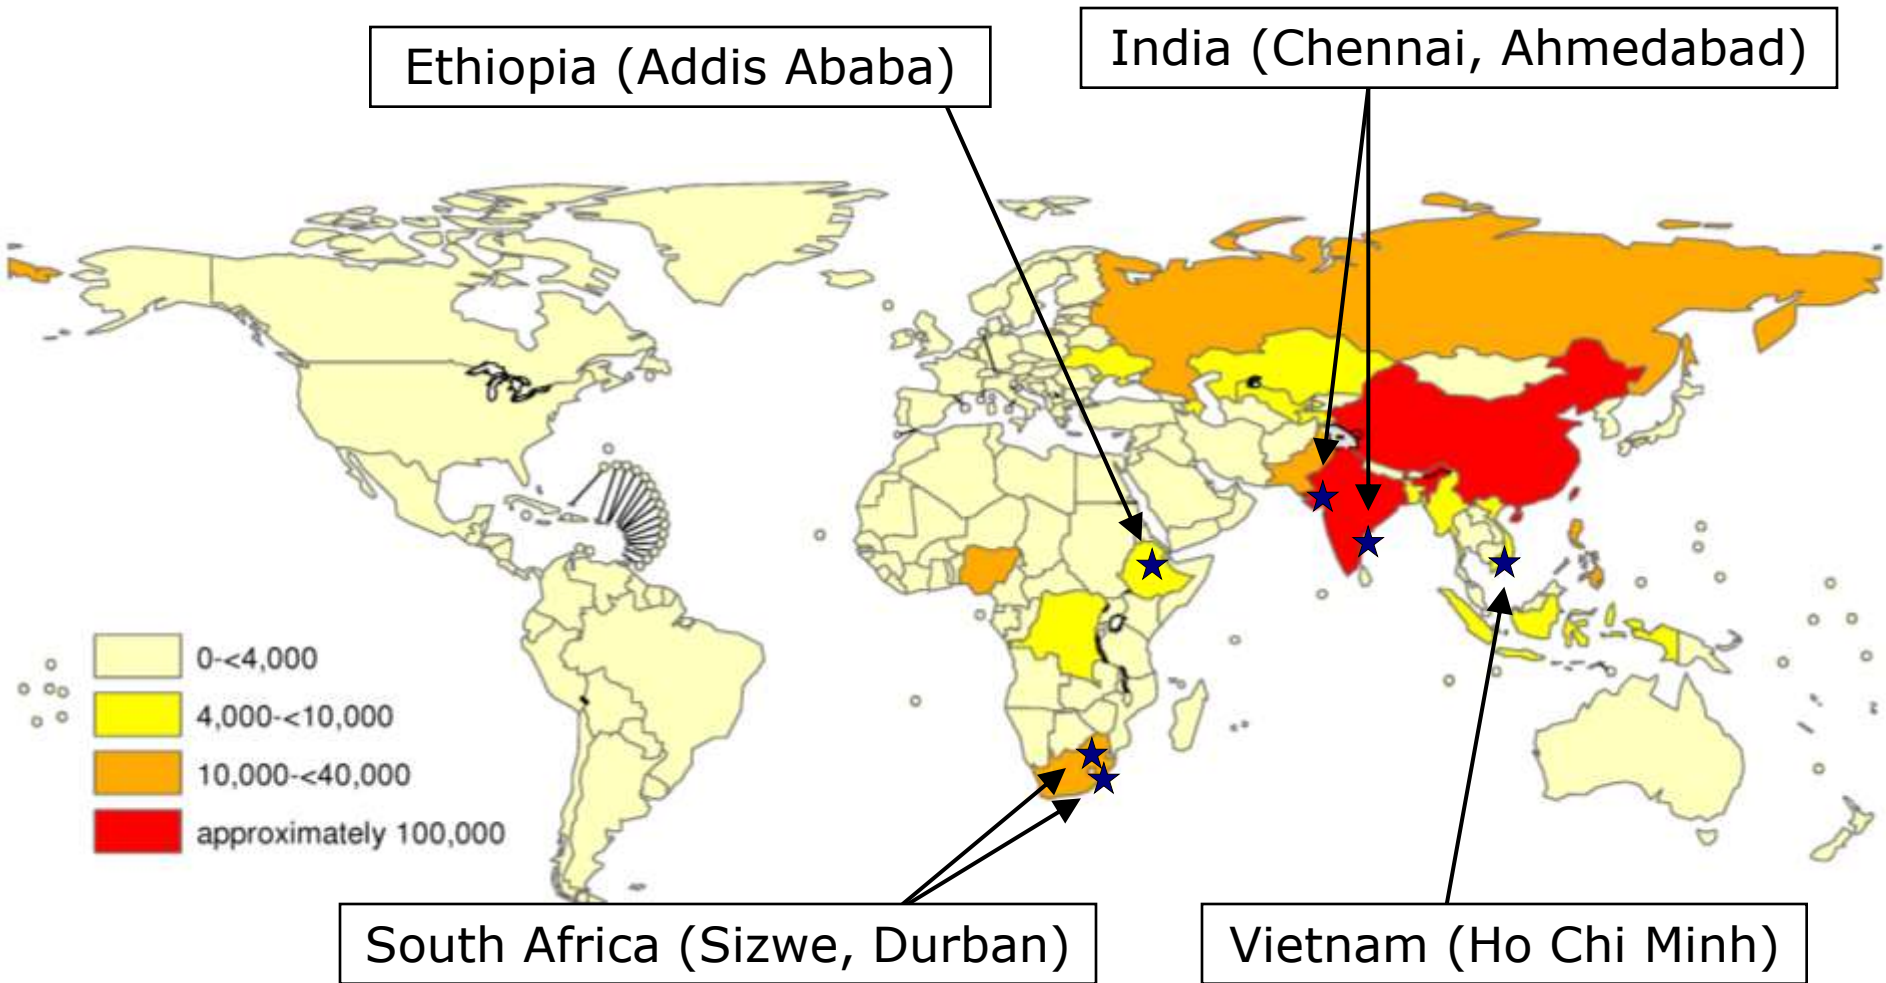 Ethiopia (Addis Ababa)
India (Chennai, Ahmedabad)
0-<4,000
4,000-<10,000
10,000-<40,000
approximately 100,000
South Africa (Sizwe, Durban)
Vietnam (Ho Chi Minh)